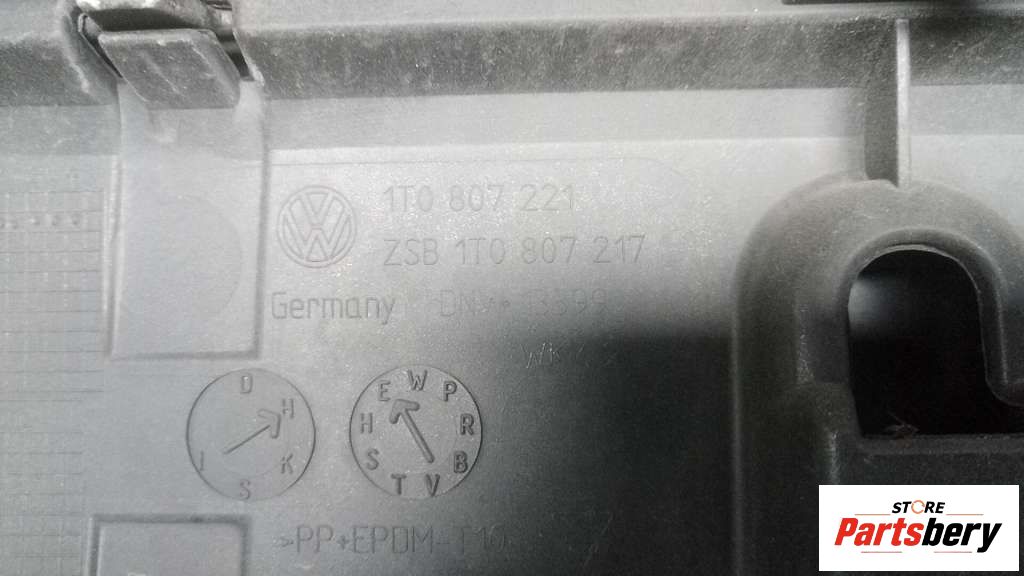 1T0 807 221
ZSB 1T0 807 217
Germany
D H K S I
E W P R B V T S H
>PP+EPDM-T10
STORE
Partsbery